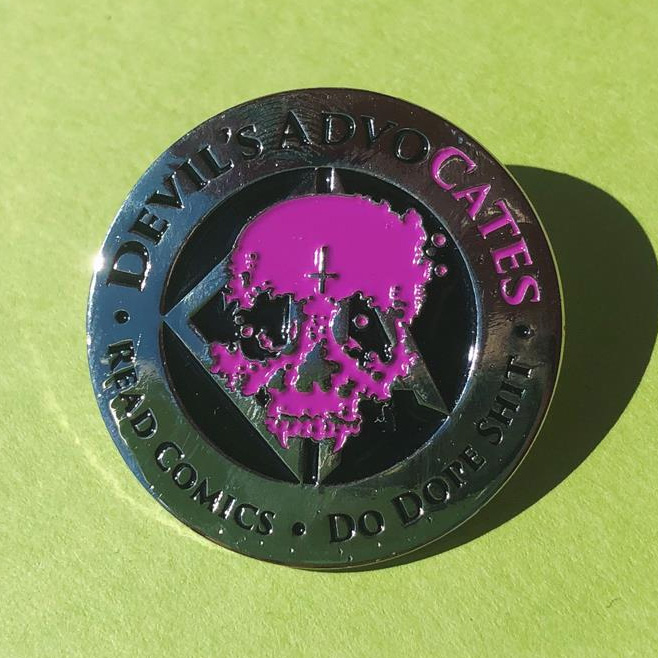 DEVIL'S ADVOCATES
READ COMICS • DO DOPE SHIT